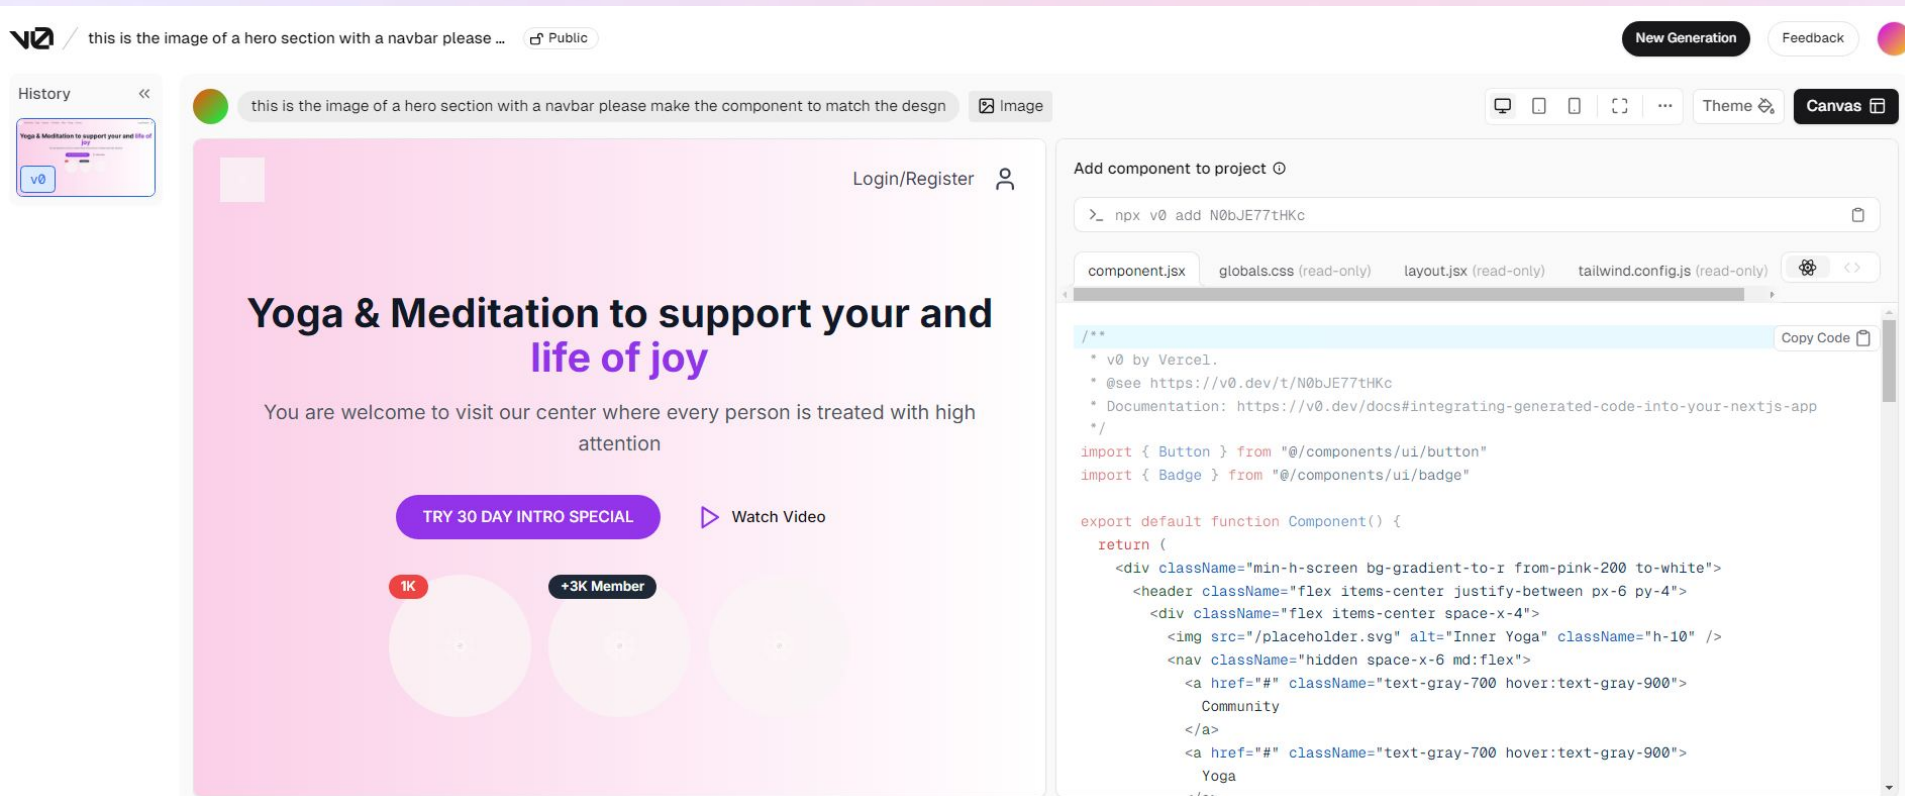 v0 / this is the image of a hero section with a navbar please ... Public New Generation Feedback
History
this is the image of a hero section with a navbar please make the component to match the desgn Image Theme Canvas
Yoga & Meditation to support your and life of joy
v0
Login/Register
Yoga & Meditation to support your and
life of joy
You are welcome to visit our center where every person is treated with high
attention
TRY 30 DAY INTRO SPECIAL Watch Video
1K +3K Member
Add component to project
>_ npx v0 add N0bJE77tHKc
component.jsx globals.css (read-only) layout.jsx (read-only) tailwind.config.js (read-only)
Copy Code
/**
* v0 by Vercel.
* @see https://v0.dev/t/N0bJE77tHKc
* Documentation: https://v0.dev/docs#integrating-generated-code-into-your-nextjs-app
*/
import { Button } from "@/components/ui/button"
import { Badge } from "@/components/ui/badge"
export default function Component() {
return (
<div className="min-h-screen bg-gradient-to-r from-pink-200 to-white">
<header className="flex items-center justify-between px-6 py-4">
<div className="flex items-center space-x-4">
<img src="/placeholder.svg" alt="Inner Yoga" className="h-10" />
<nav className="hidden space-x-6 md:flex">
<a href="#" className="text-gray-700 hover:text-gray-900">
Community
</a>
<a href="#" className="text-gray-700 hover:text-gray-900">
Yoga